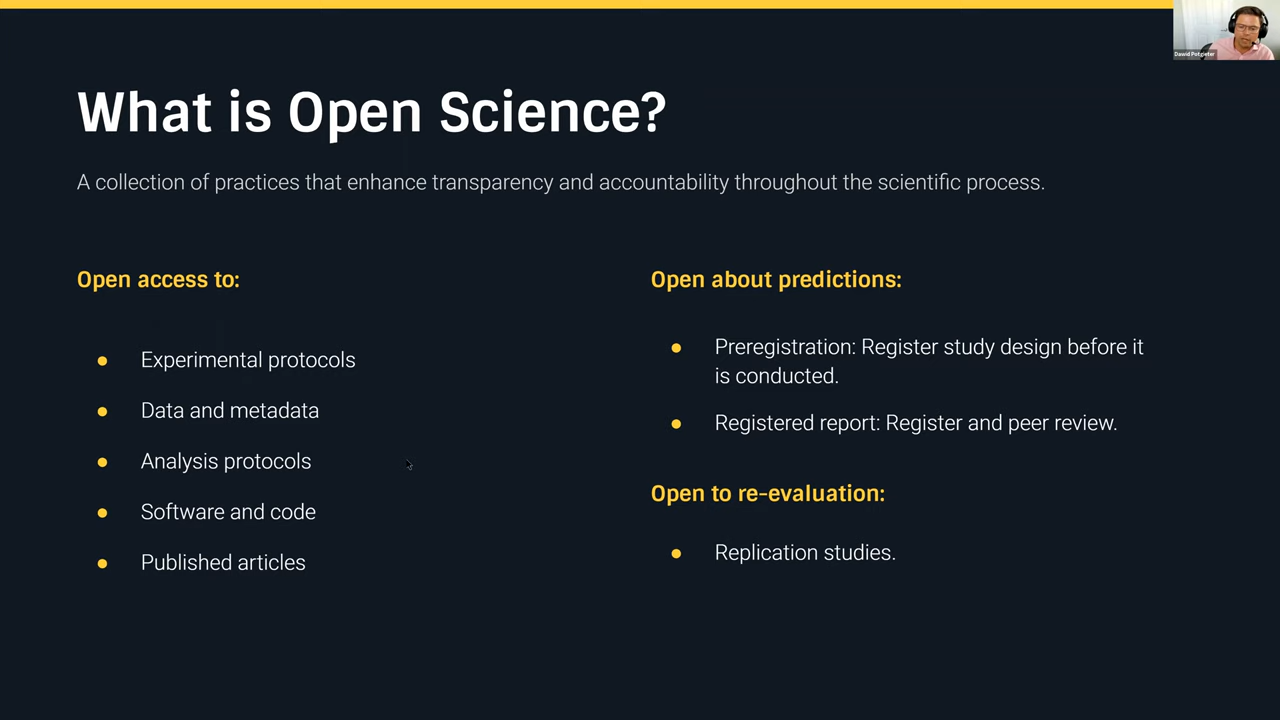 What is Open Science?
A collection of practices that enhance transparency and accountability throughout the scientific process.
Open access to:
Experimental protocols
Data and metadata
Analysis protocols
Software and code
Published articles
Open about predictions:
Preregistration: Register study design before it
is conducted.
Registered report: Register and peer review.
Open to re-evaluation:
Replication studies.
Dawid Potgieter